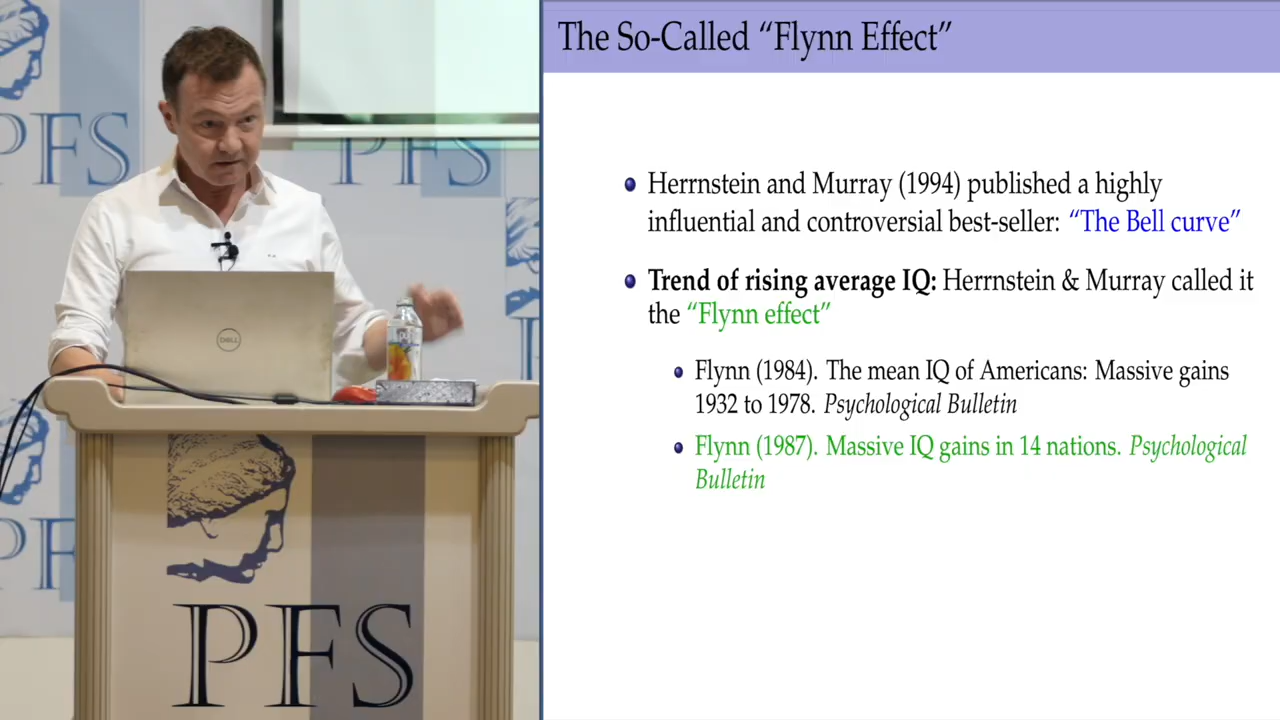 The So-Called “Flynn Effect”
Herrnstein and Murray (1994) published a highly
influential and controversial best-seller: “The Bell curve”
Trend of rising average IQ: Herrnstein & Murray called it
the “Flynn effect”
Flynn (1984). The mean IQ of Americans: Massive gains
1932 to 1978. Psychological Bulletin
Flynn (1987). Massive IQ gains in 14 nations. Psychological
Bulletin
PFS
PFS
DELL
PFS
PFS